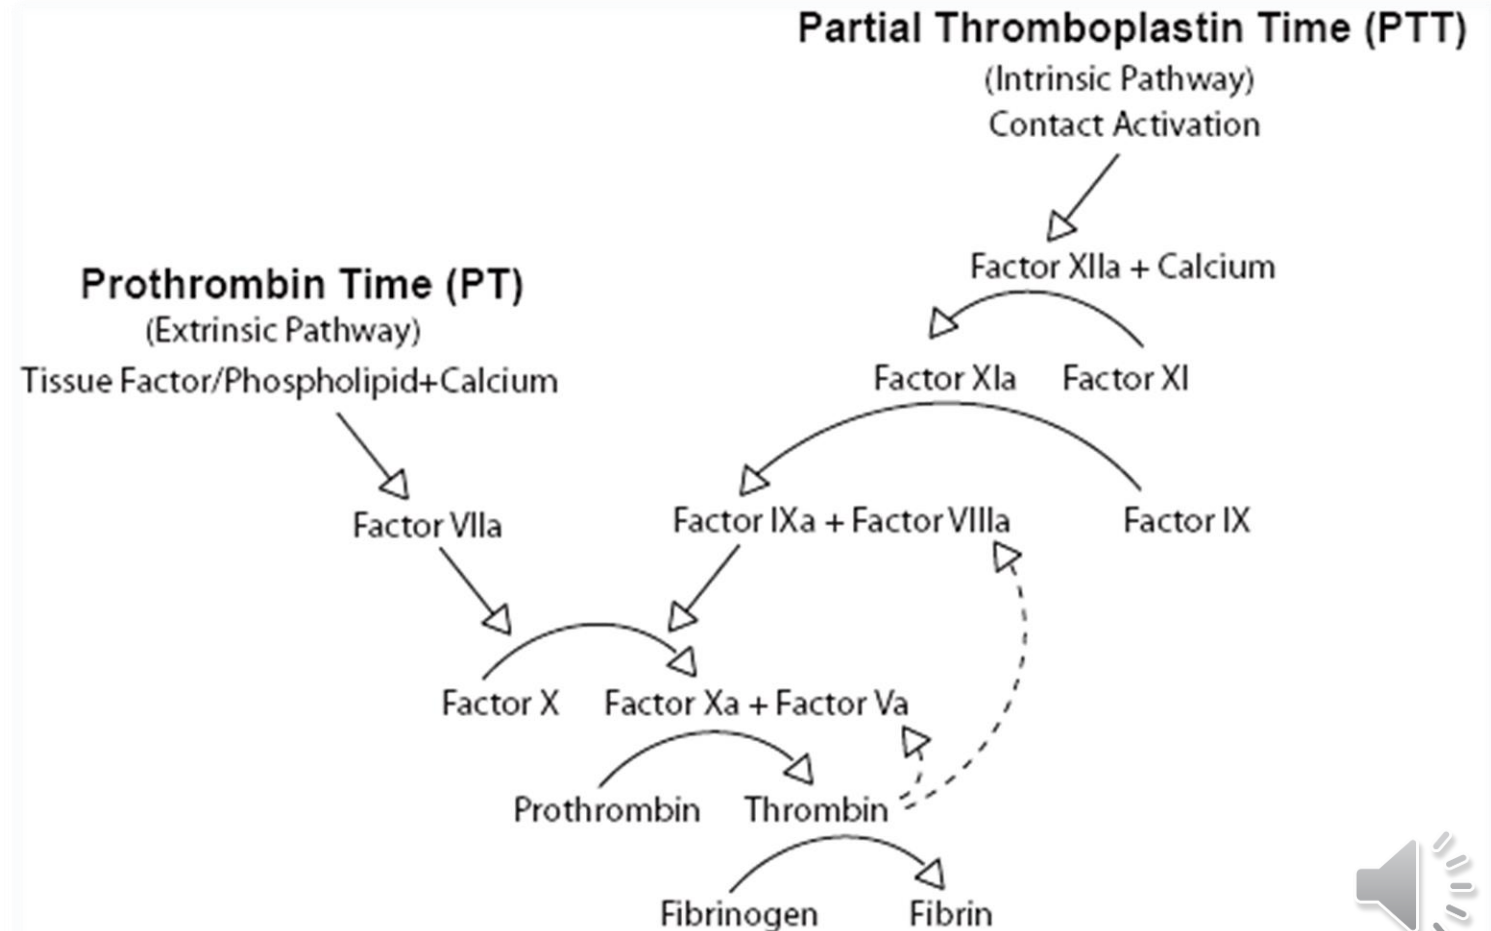 Partial Thromboplastin Time (PTT)
(Intrinsic Pathway)
Contact Activation
Factor XIIa + Calcium
Prothrombin Time (PT)
(Extrinsic Pathway)
Tissue Factor/Phospholipid+Calcium
Factor XIa
Factor XI
Factor VIIa
Factor IXa + Factor VIIIa
Factor IX
Factor X
Factor Xa + Factor Va
Prothrombin
Thrombin
Fibrinogen
Fibrin